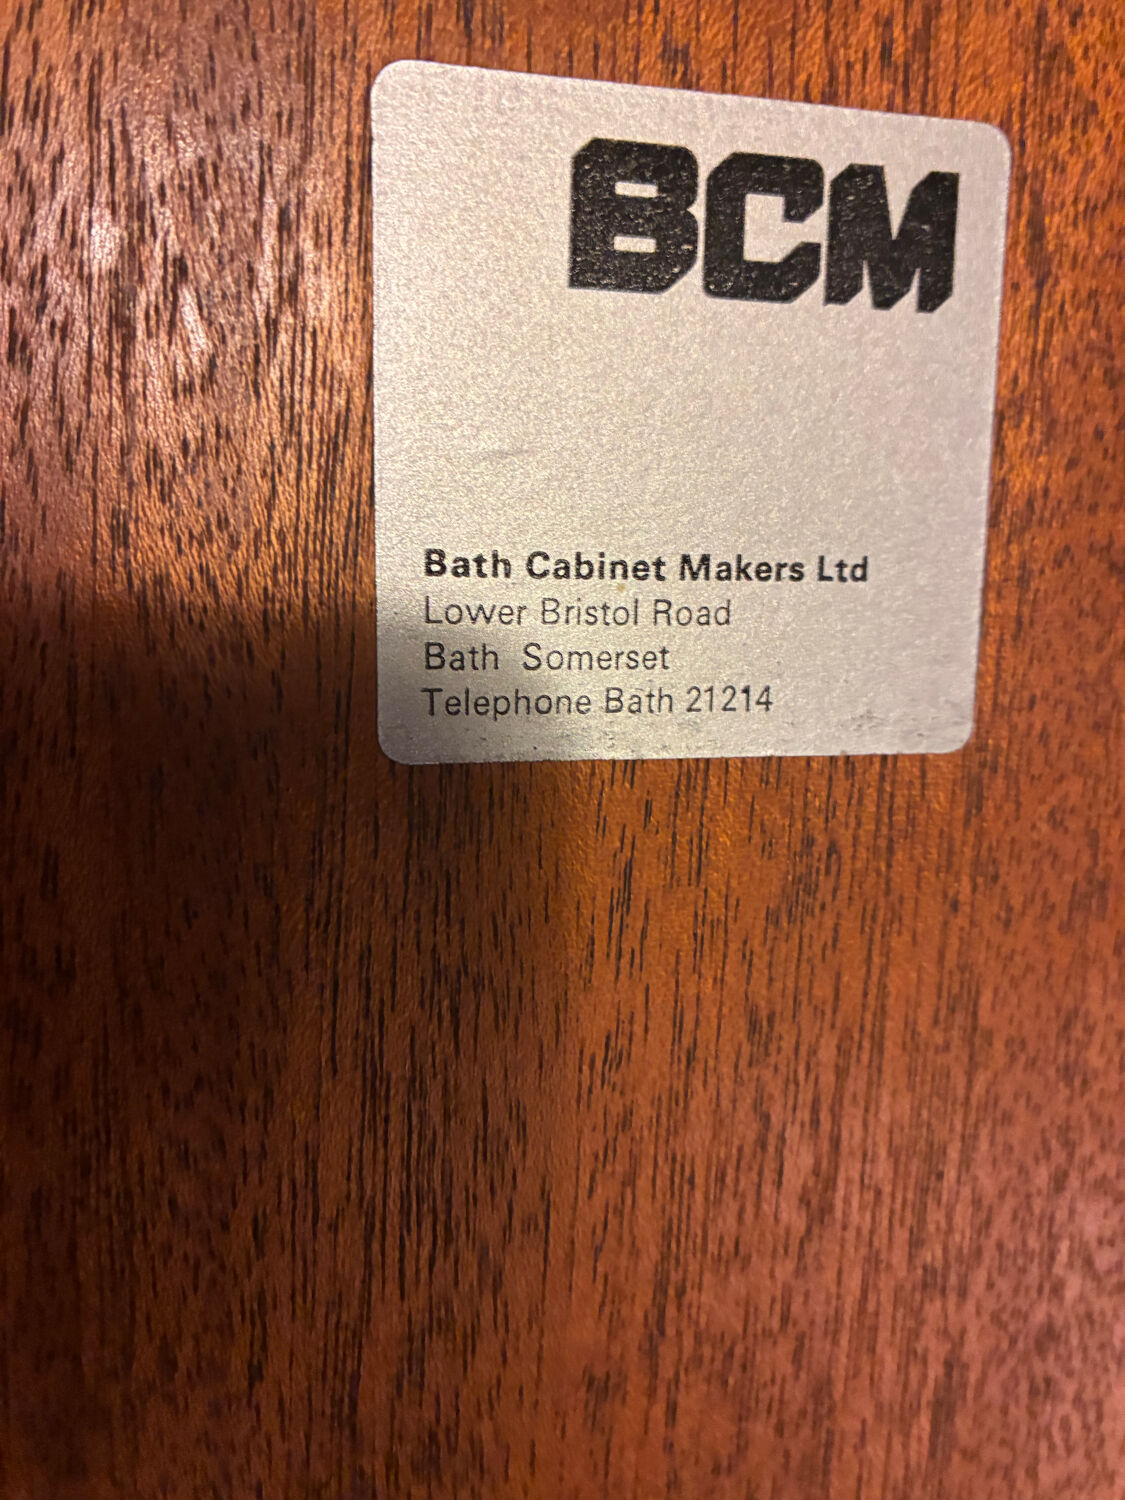 BCM
Bath Cabinet Makers Ltd
Lower Bristol Road
Bath Somerset
Telephone Bath 21214